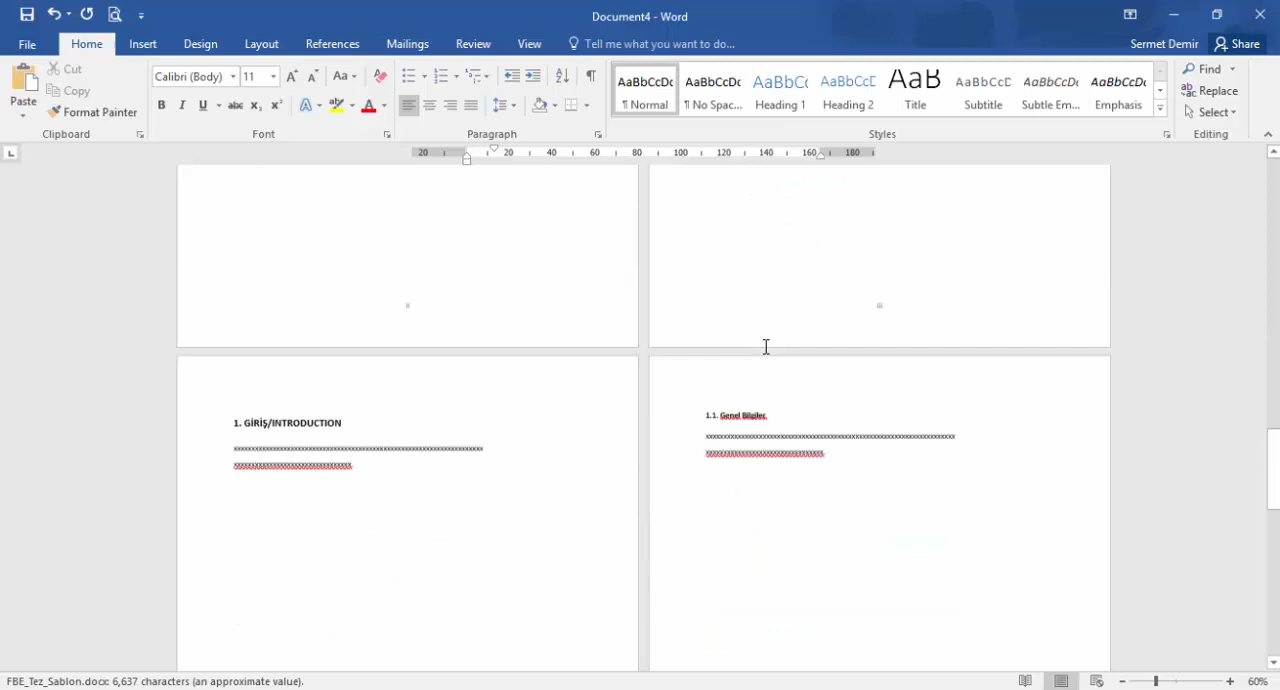 Document4 - Word
File Home Insert Design Layout References Mailings Review View Tell me what you want to do... Sermet Demir Share
Paste
Cut
Copy
Format Painter
Clipboard
Calibri (Body) 11
Font
Paragraph
AaBbCcDc AaBbCcDc AaBbCc AaBbCcE AaB AaBbCcD AaBbCcDc AaBbCcDc
¶ Normal ¶ No Spac... Heading 1 Heading 2 Title Subtitle Subtle Em... Emphasis
Styles
Find
Replace
Select
Editing
20 20 40 60 80 100 120 140 160 180
ii
iii
1. GİRİŞ/INTRODUCTION
1.1. Genel Bilgiler
FBE_Tez_Sablon.docx: 6,637 characters (an approximate value).
60%